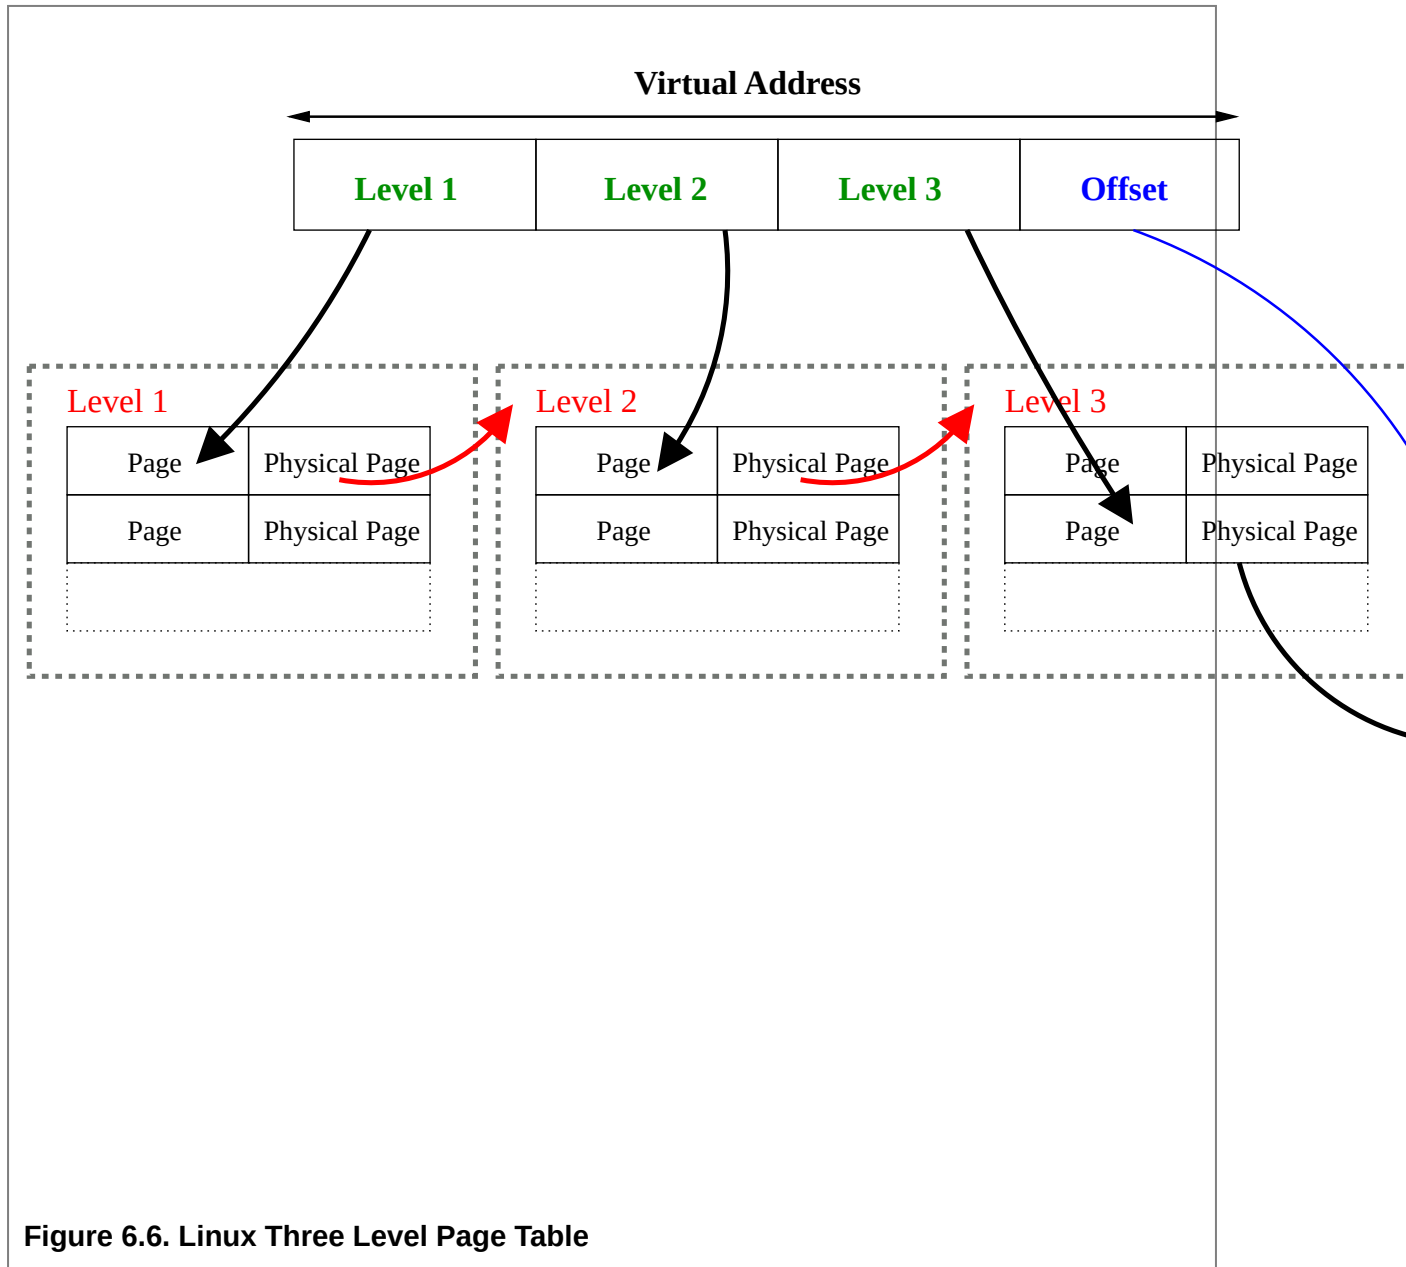 Virtual Address
Level 1 Level 2 Level 3 Offset
Level 1 Level 2 Level 3
Page Physical Page Page Physical Page Page Physical Page
Page Physical Page Page Physical Page Page Physical Page
Figure 6.6. Linux Three Level Page Table